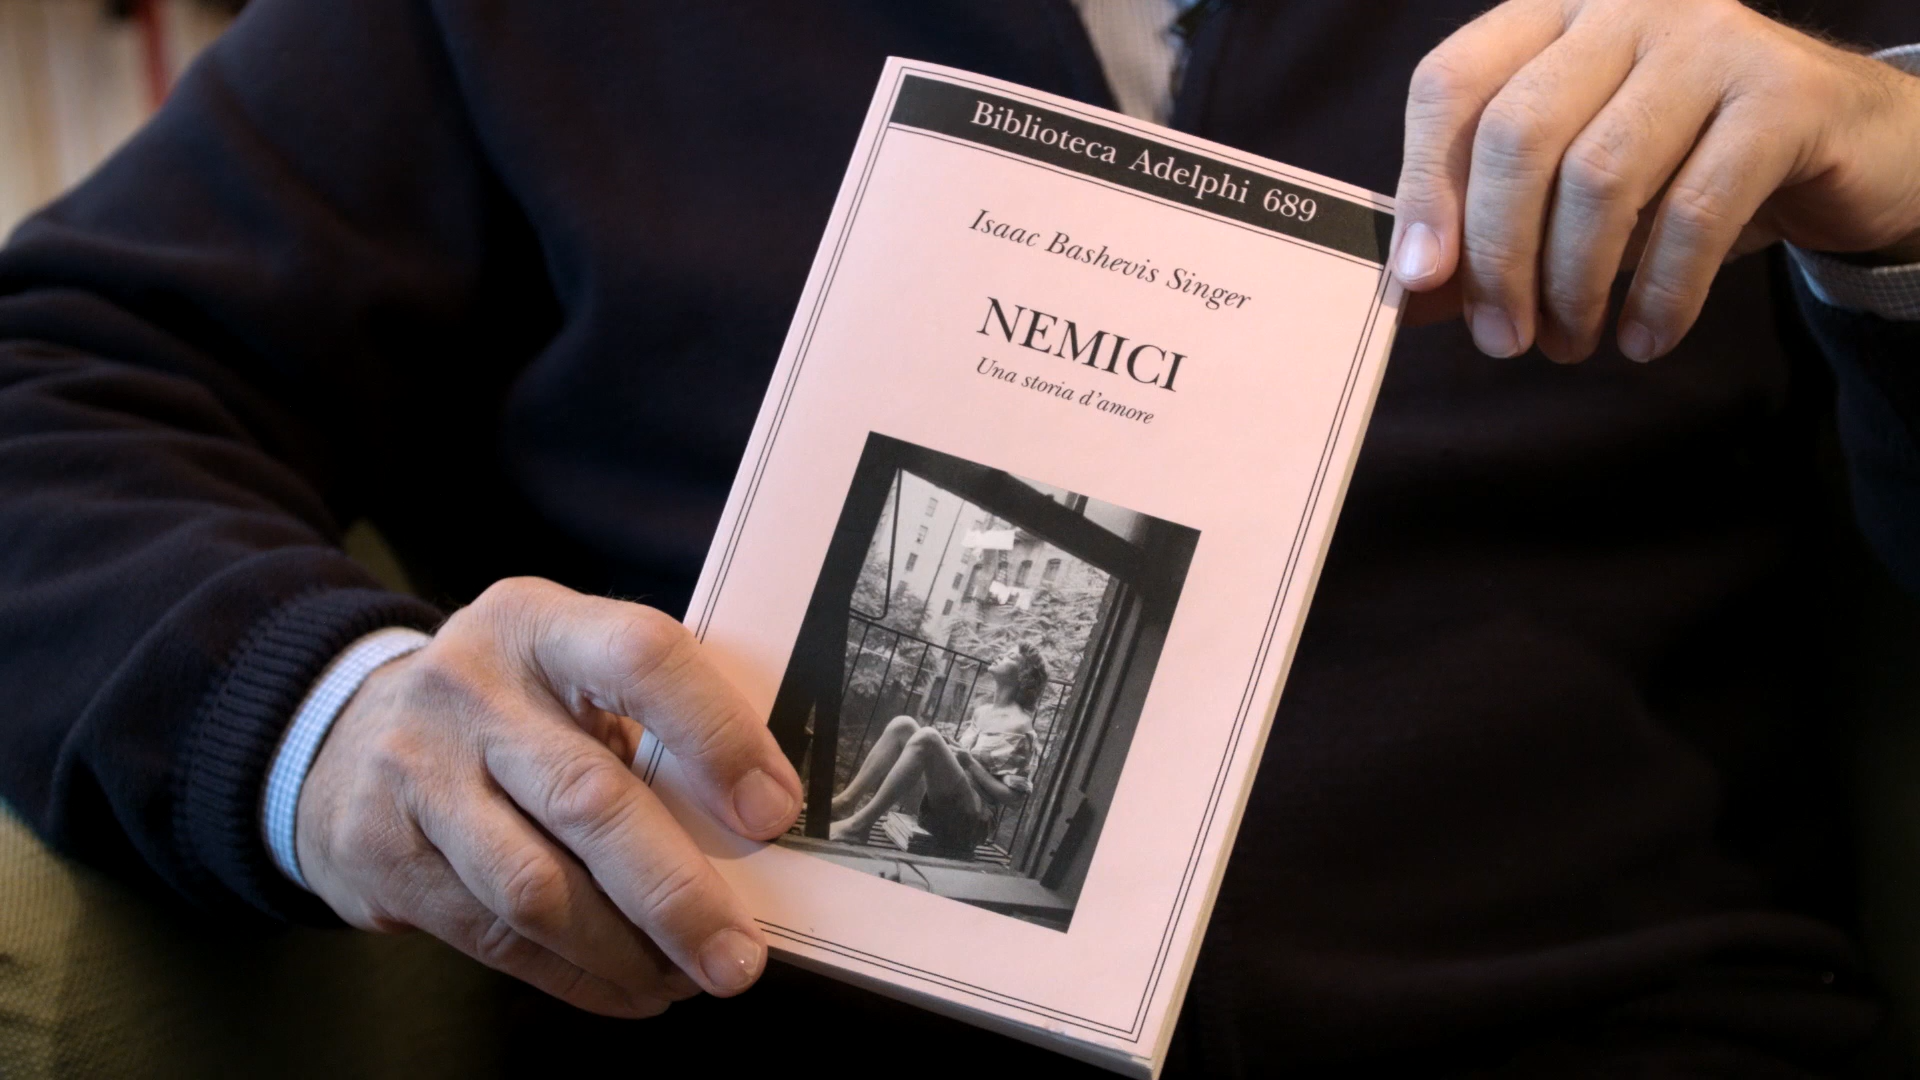 Biblioteca Adelphi 689
Isaac Bashevis Singer
NEMICI
Una storia d'amore